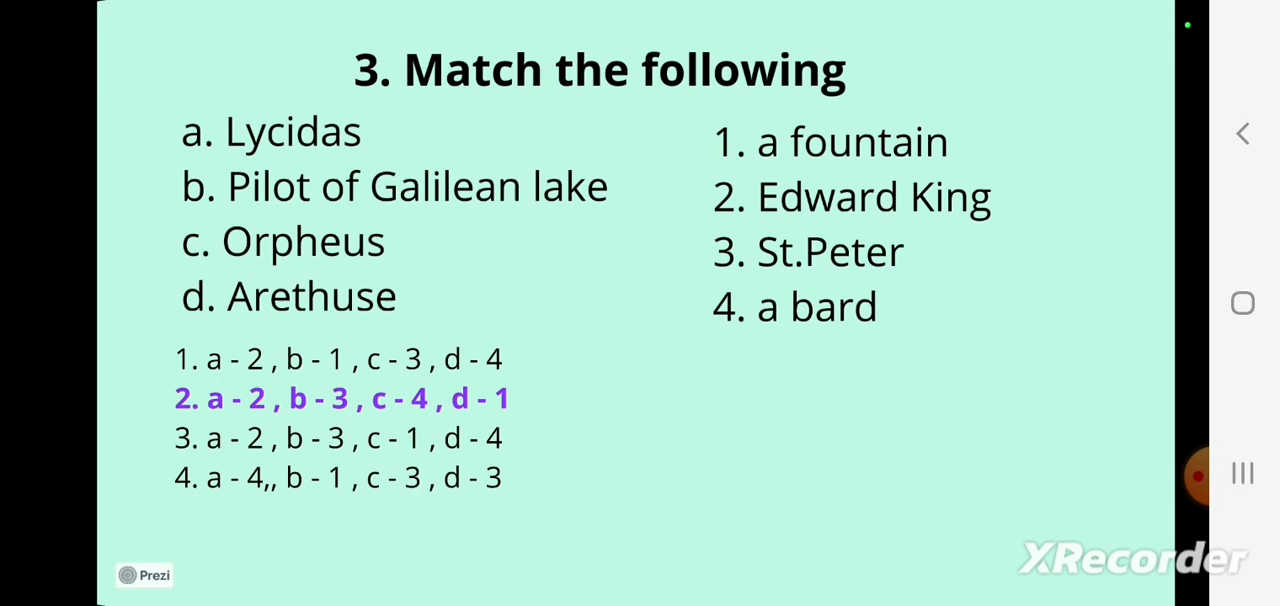 3. Match the following
a. Lycidas
b. Pilot of Galilean lake
c. Orpheus
d. Arethuse
1. a fountain
2. Edward King
3. St.Peter
4. a bard
1. a - 2 , b - 1 , c - 3 , d - 4
2. a - 2 , b - 3 , c - 4 , d - 1
3. a - 2 , b - 3 , c - 1 , d - 4
4. a - 4,, b - 1 , c - 3 , d - 3
Prezi
XRecorder